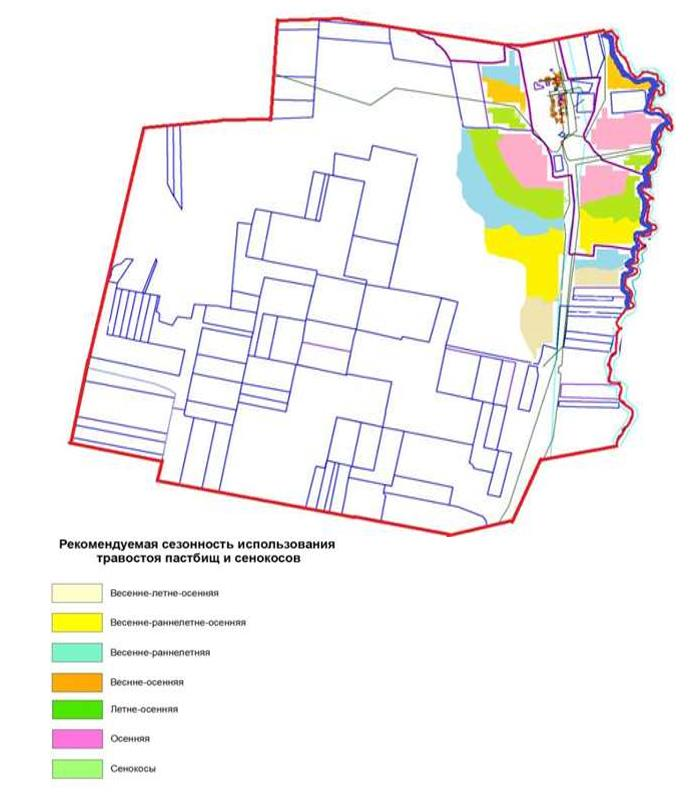 Рекомендуемая сезонность использования
травостоя пастбищ и сенокосов
Весенне-летне-осенняя
Весенне-раннелетне-осенняя
Весенне-раннелетняя
Веснне-осенняя
Летне-осенняя
Осенняя
Сенокосы